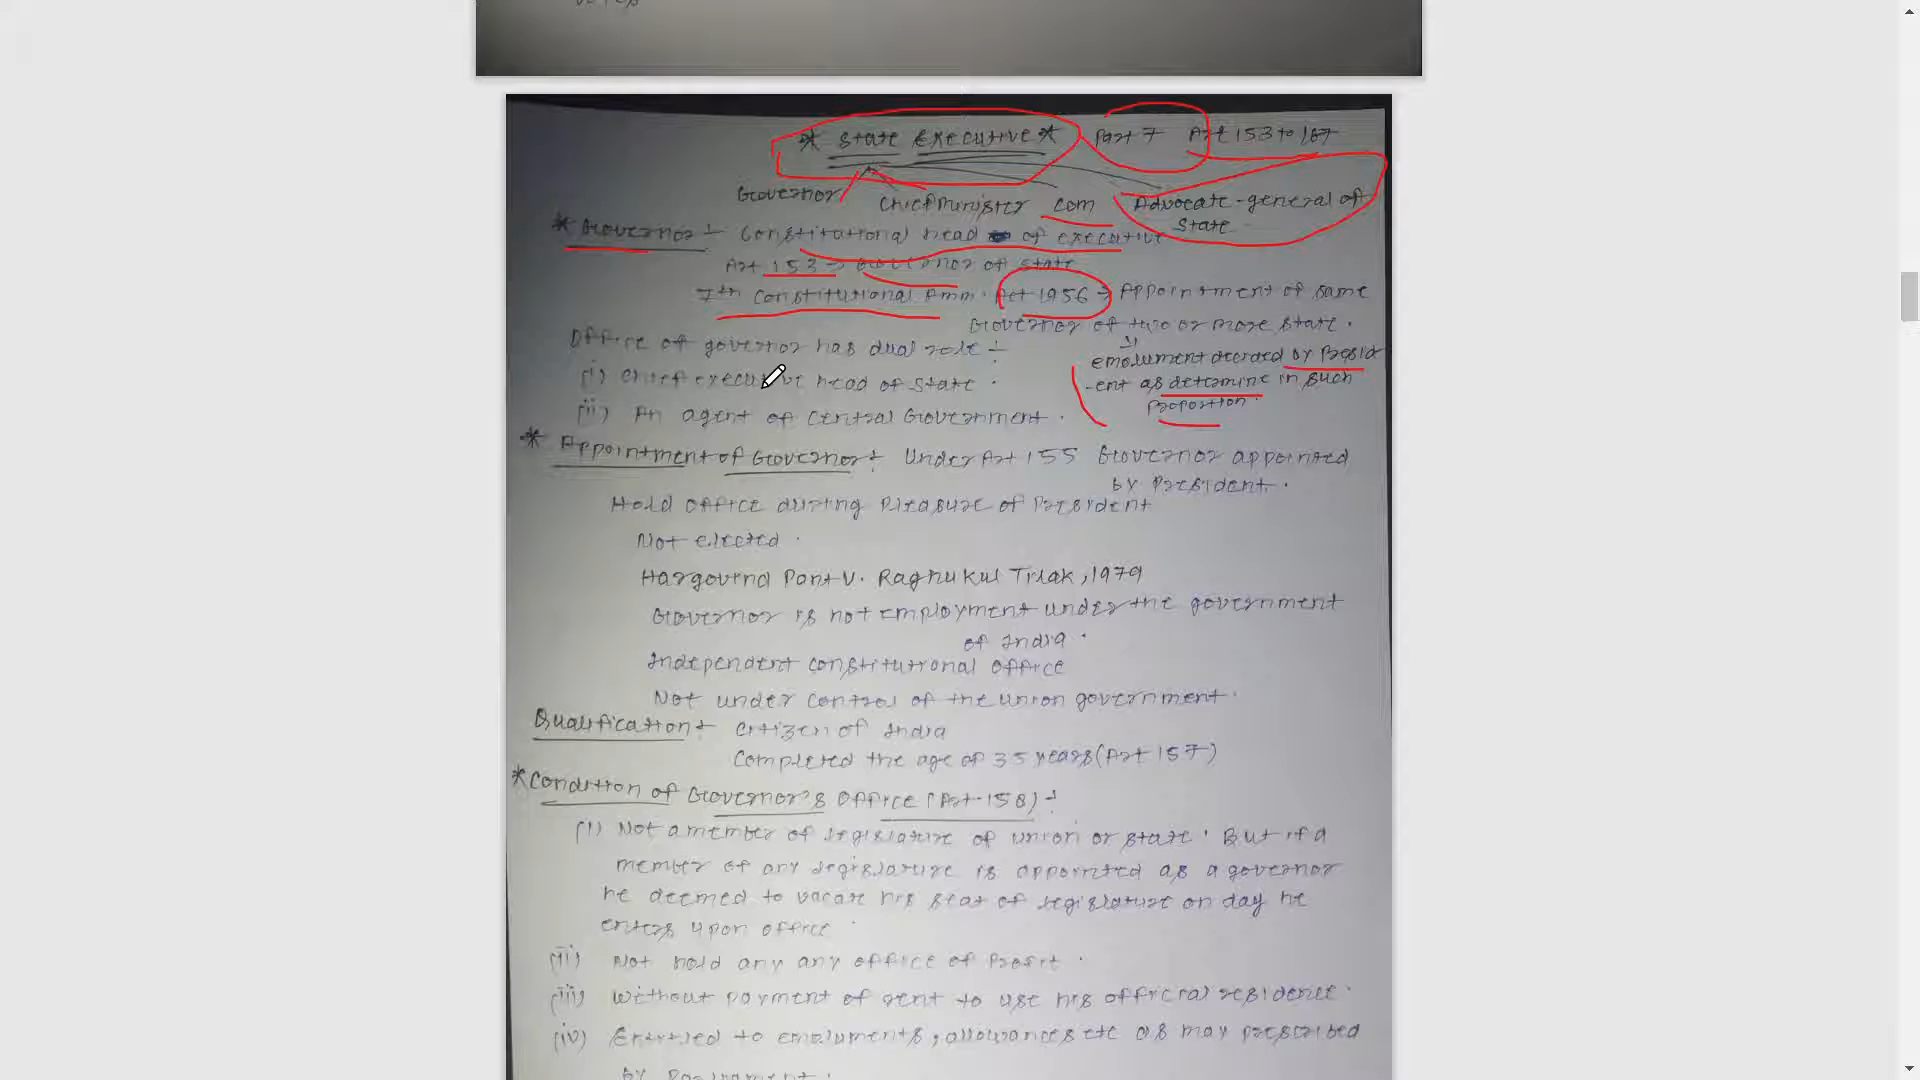 * State Executive * Part 7 Art 153 to 167
Governor Chiefminister Com Advocate-general of State
* Governor - Constitutional head of executive
Art 153 → Governor of state
7th Constitutional Amm. Act 1956 → Appointment of same Governor of two or more state.
emolument decided by President as determine in such proportion.
Office of governor has dual role ÷
(i) Chief executive head of state.
(ii) An agent of Central Government.
* Appointment of Governor ÷ Under Art 155 Governor appointed by President.
Hold office during pleasure of President
Not elected.
Hargovind Pant V. Raghukul Tilak, 1979
Governor is not employment under the government
of India.
Independent constitutional office
Not under control of the union government.
Qualification ÷ citizen of India
Completed the age of 35 years (Art 157)
* Condition of Governor's Office (Art-158) ÷
(i) Not a member of legislature of union or state. But if a
member of any legislature is appointed as a governor
he deemed to vacate his seat of legislature on day he
enters upon office.
(ii) Not hold any any office of profit.
(iii) Without payment of rent to use his official residence.
(iv) Entitled to emoluments, allowances etc as may prescribed
by Parliament.